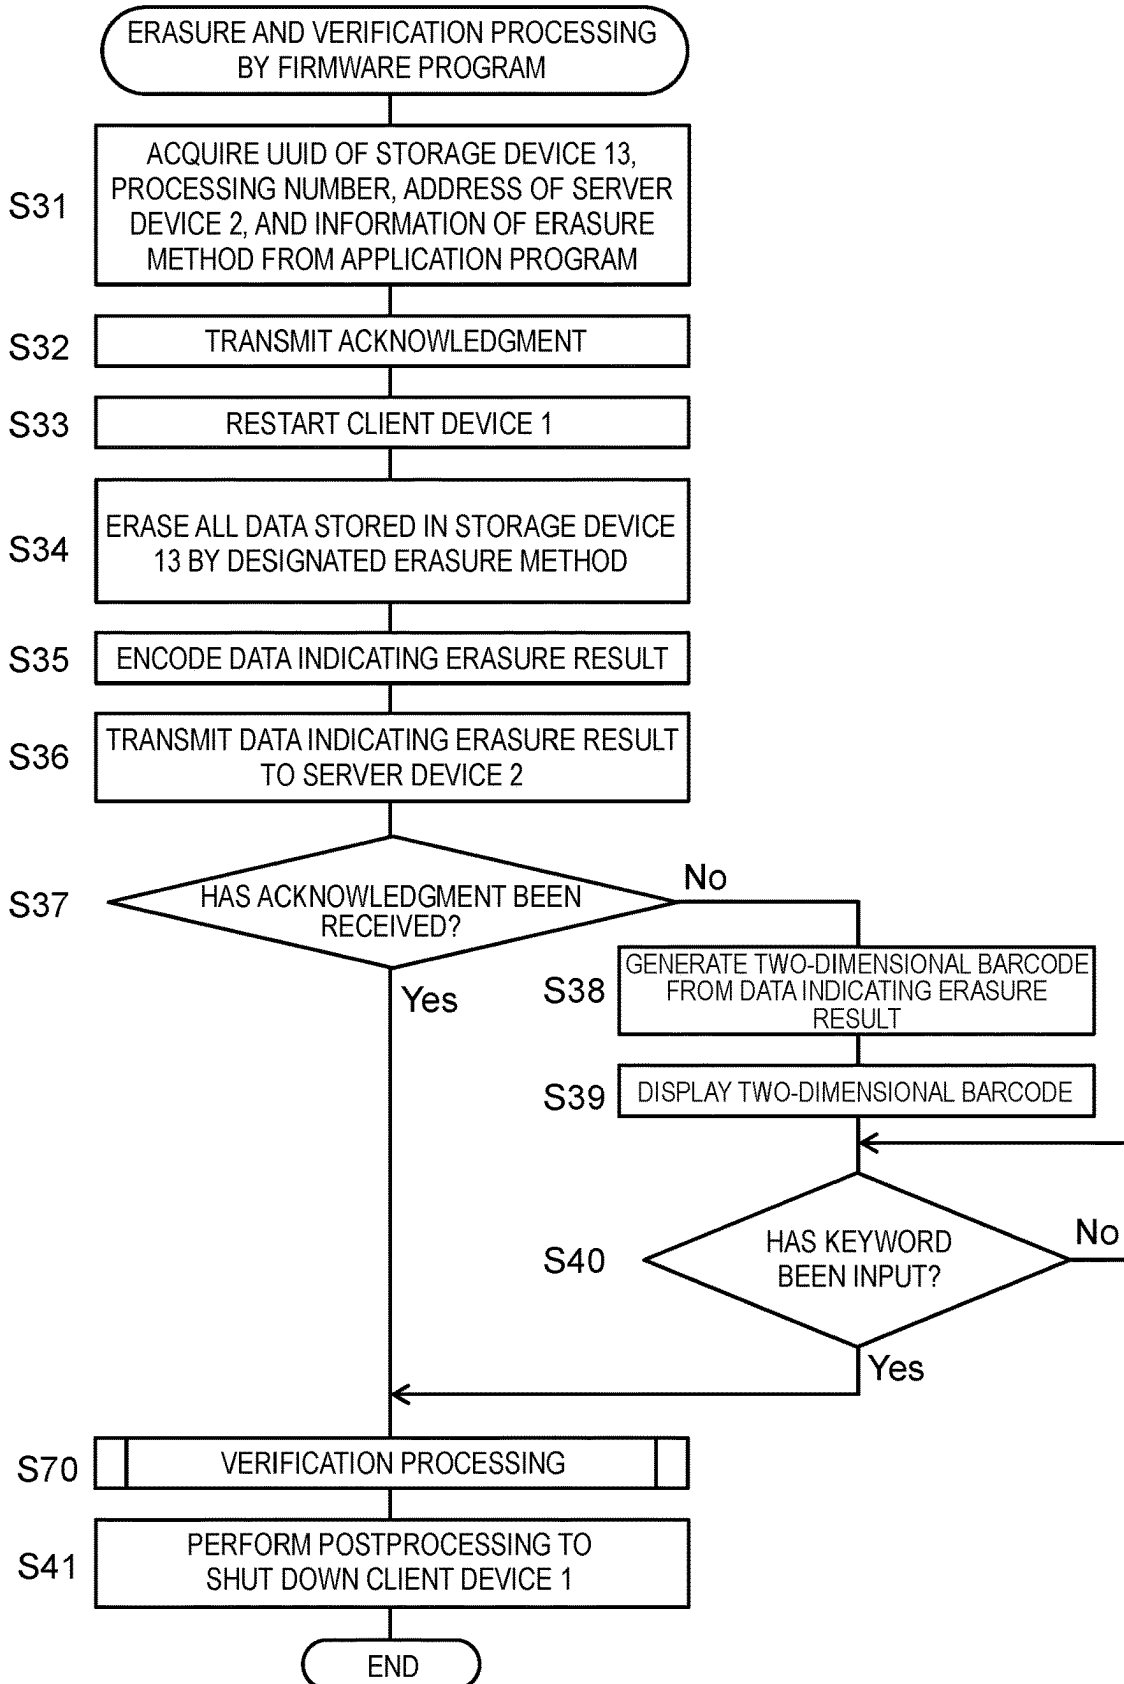 ERASURE AND VERIFICATION PROCESSING
BY FIRMWARE PROGRAM
S31
ACQUIRE UUID OF STORAGE DEVICE 13,
PROCESSING NUMBER, ADDRESS OF SERVER
DEVICE 2, AND INFORMATION OF ERASURE
METHOD FROM APPLICATION PROGRAM
S32
TRANSMIT ACKNOWLEDGMENT
S33
RESTART CLIENT DEVICE 1
S34
ERASE ALL DATA STORED IN STORAGE DEVICE
13 BY DESIGNATED ERASURE METHOD
S35
ENCODE DATA INDICATING ERASURE RESULT
S36
TRANSMIT DATA INDICATING ERASURE RESULT
TO SERVER DEVICE 2
S37
HAS ACKNOWLEDGMENT BEEN
RECEIVED?
No
Yes
S38
GENERATE TWO-DIMENSIONAL BARCODE
FROM DATA INDICATING ERASURE
RESULT
S39
DISPLAY TWO-DIMENSIONAL BARCODE
S40
HAS KEYWORD
BEEN INPUT?
No
Yes
S70
VERIFICATION PROCESSING
S41
PERFORM POSTPROCESSING TO
SHUT DOWN CLIENT DEVICE 1
END